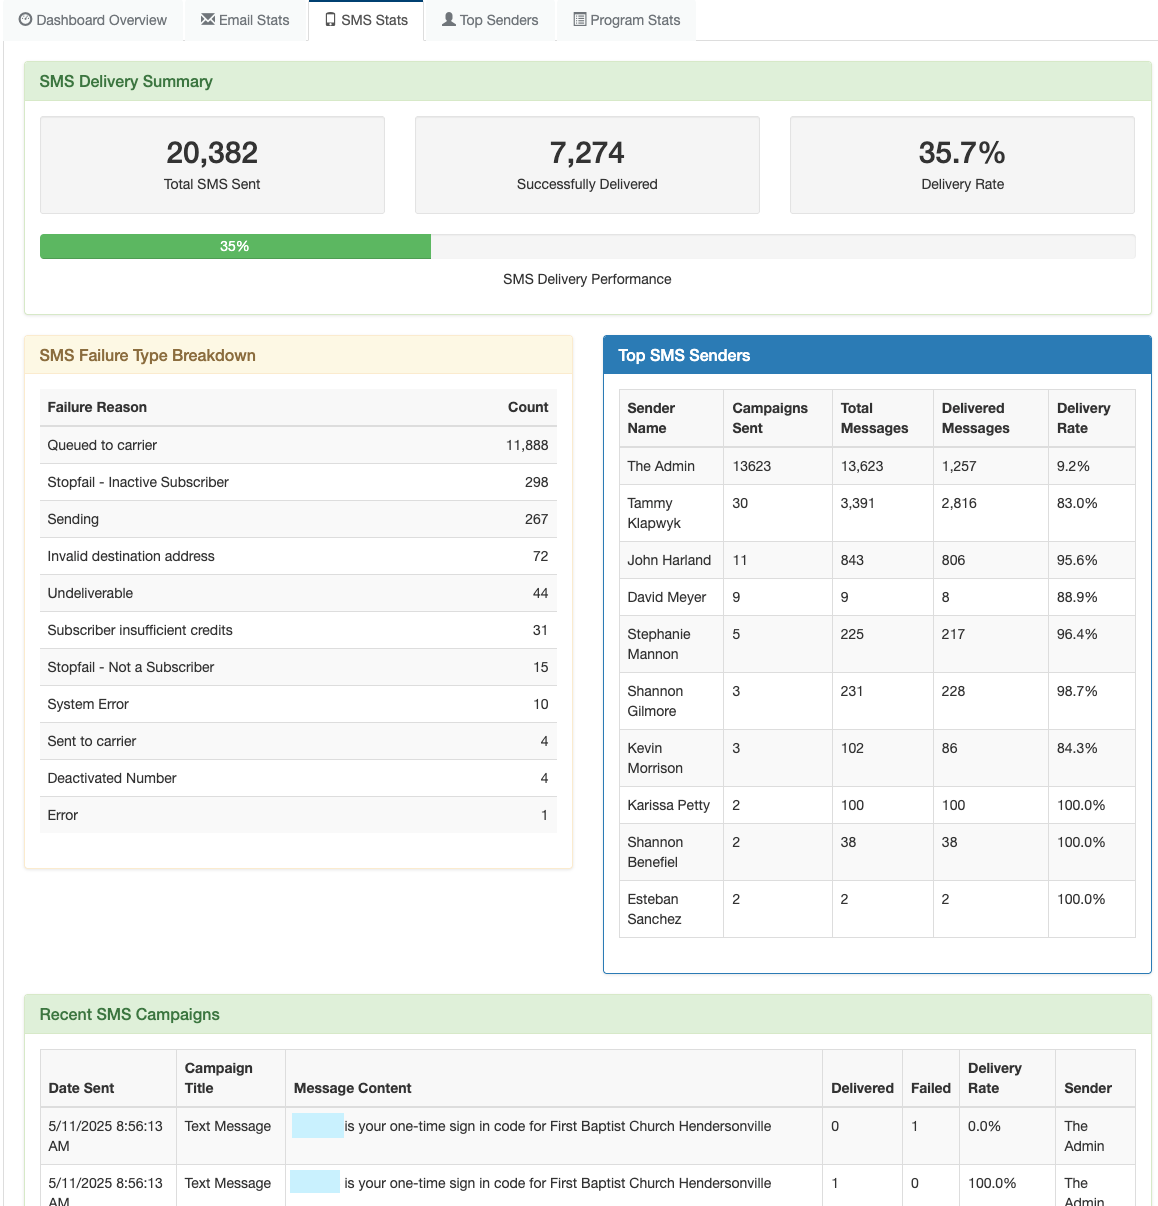 Dashboard Overview Email Stats SMS Stats Top Senders Program Stats
SMS Delivery Summary
20,382 7,274 35.7%
Total SMS Sent Successfully Delivered Delivery Rate
35%
SMS Delivery Performance
SMS Failure Type Breakdown
Failure Reason Count
Queued to carrier 11,888
Stopfail - Inactive Subscriber 298
Sending 267
Invalid destination address 72
Undeliverable 44
Subscriber insufficient credits 31
Stopfail - Not a Subscriber 15
System Error 10
Sent to carrier 4
Deactivated Number 4
Error 1
Top SMS Senders
Sender Campaigns Total Delivered Delivery
Name Sent Messages Messages Rate
The Admin 13623 13,623 1,257 9.2%
Tammy 30 3,391 2,816 83.0%
Klapwyk
John Harland 11 843 806 95.6%
David Meyer 9 9 8 88.9%
Stephanie 5 225 217 96.4%
Mannon
Shannon 3 231 228 98.7%
Gilmore
Kevin 3 102 86 84.3%
Morrison
Karissa Petty 2 100 100 100.0%
Shannon 2 38 38 100.0%
Benefiel
Esteban 2 2 2 100.0%
Sanchez
Recent SMS Campaigns
Campaign Delivery
Date Sent Title Message Content Delivered Failed Rate Sender
5/11/2025 8:56:13 Text Message is your one-time sign in code for First Baptist Church Hendersonville 0 1 0.0% The
AM Admin
5/11/2025 8:56:13 Text Message is your one-time sign in code for First Baptist Church Hendersonville 1 0 100.0% The
AM Admin